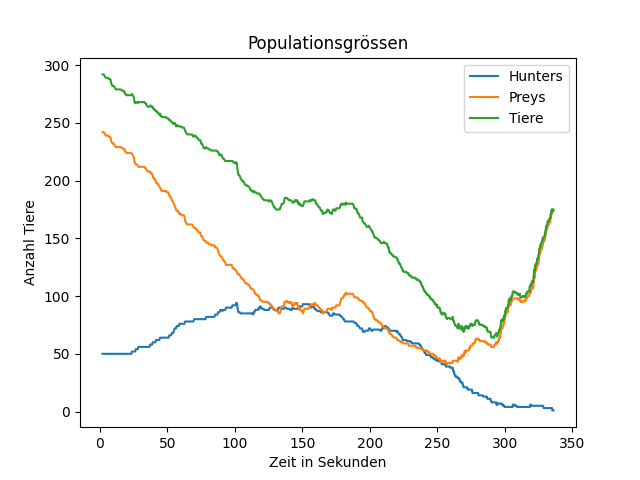 Populationsgrössen
Hunters
Preys
Tiere
Anzahl Tiere
300
250
200
150
100
50
0
0 50 100 150 200 250 300 350
Zeit in Sekunden